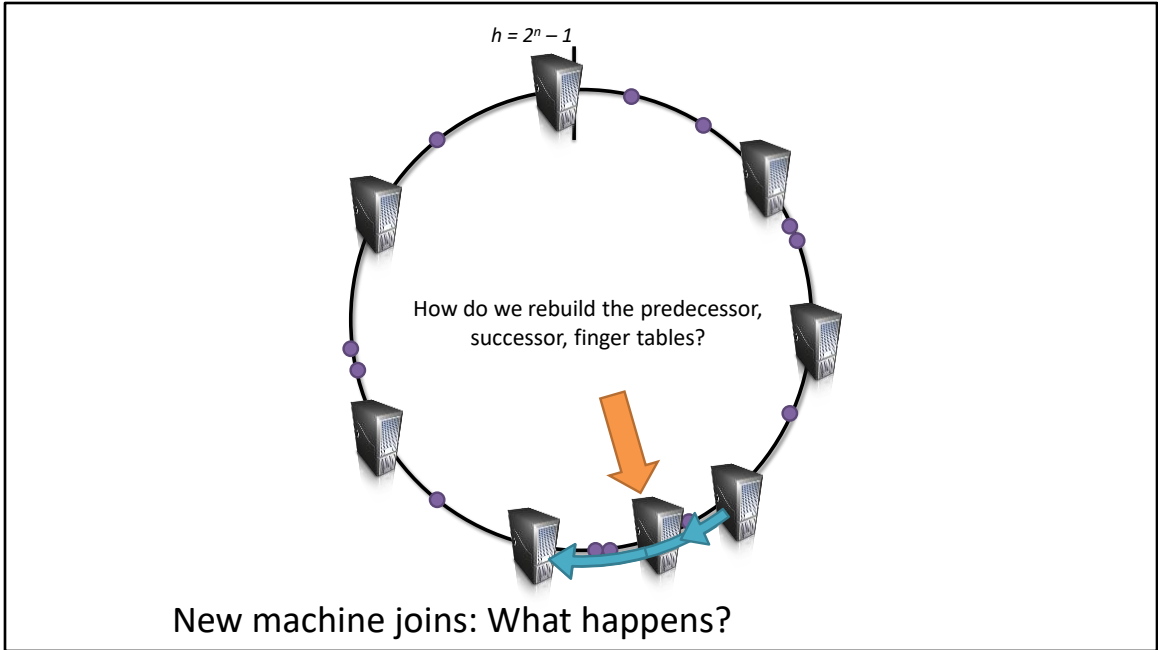 h = 2ⁿ – 1
How do we rebuild the predecessor,
successor, finger tables?
New machine joins: What happens?